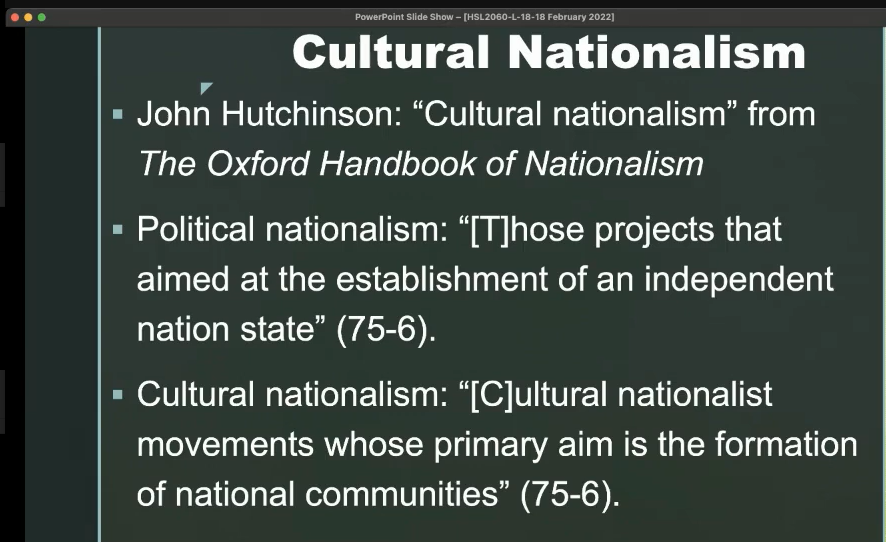 PowerPoint Slide Show – [HSL2060-L-18-18 February 2022]
Cultural Nationalism
▪ John Hutchinson: “Cultural nationalism” from
The Oxford Handbook of Nationalism
▪ Political nationalism: “[T]hose projects that
aimed at the establishment of an independent
nation state” (75-6).
▪ Cultural nationalism: “[C]ultural nationalist
movements whose primary aim is the formation
of national communities” (75-6).